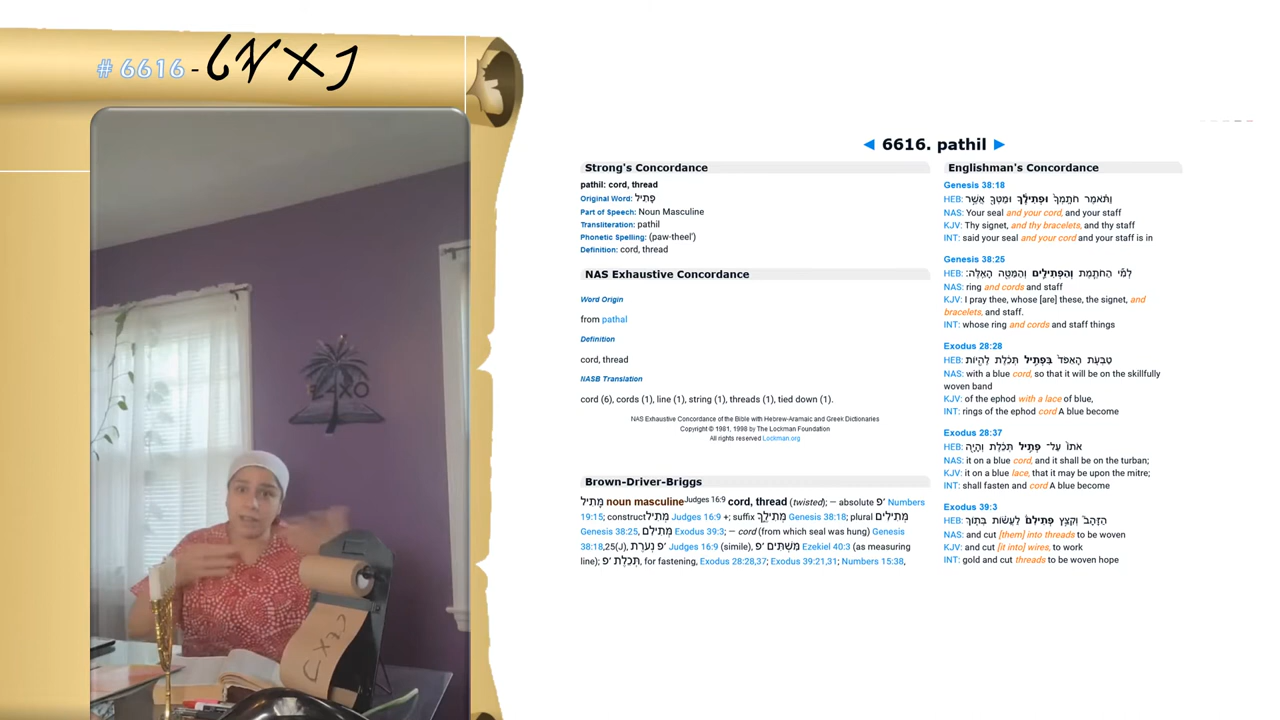 # 6616 -
6616. pathil
Strong's Concordance
pathil: cord, thread
Original Word: פָּתִיל
Part of Speech: Noun Masculine
Transliteration: pathil
Phonetic Spelling: (paw-theel')
Definition: cord, thread
NAS Exhaustive Concordance
Word Origin
from pathal
Definition
cord, thread
NASB Translation
cord (6), cords (1), line (1), string (1), threads (1), tied down (1).
NAS Exhaustive Concordance of the Bible with Hebrew-Aramaic and Greek Dictionaries
Copyright © 1981, 1998 by The Lockman Foundation
All rights reserved Lockman.org
Brown-Driver-Briggs
noun masculine Judges 16:9 cord, thread (twisted); — absolute פ׳ Numbers
19:15; construct Judges 16:9 +; suffix Genesis 38:18; plural
Genesis 38:25, Exodus 39:3; — cord (from which seal was hung) Genesis
38:18,25(J), פ׳ נְעֹרֶת Judges 16:9 (simile), פ׳ מִּשְׁתִּים Ezekiel 40:3 (as measuring
line); פ׳ תְּכֵלֶת, for fastening, Exodus 28:28,37; Exodus 39:21,31; Numbers 15:38,
Englishman's Concordance
Genesis 38:18
HEB: וַתֹּ֗אמֶר חֹתָֽמְךָ֙ וּפְתִילֶ֔ךָ וּמַטְּךָ֖ אֲשֶׁ֣ר
NAS: Your seal and your cord, and your staff
KJV: Thy signet, and thy bracelets, and thy staff
INT: said your seal and your cord and your staff is in
Genesis 38:25
HEB: לְמִ֞י הַחֹתֶ֧מֶת וְהַפְּתִילִ֛ים וְהַמַּטֶּ֖ה הָאֵֽלֶּה׃
NAS: ring and cords and staff
KJV: I pray thee, whose [are] these, the signet, and
bracelets, and staff.
INT: whose ring and cords and staff things
Exodus 28:28
HEB: טַבְּעֹ֤ת הָאֵפֹד֙ בִּפְתִ֣יל תְּכֵ֔לֶת לִֽהְי֖וֹת
NAS: with a blue cord, so that it will be on the skillfully
woven band
KJV: of the ephod with a lace of blue,
INT: rings of the ephod cord A blue become
Exodus 28:37
HEB: אֹתוֹ֙ עַל־ פְּתִ֣יל תְּכֵ֔לֶת וְהָיָ֖ה
NAS: it on a blue cord, and it shall be on the turban;
KJV: it on a blue lace, that it may be upon the mitre;
INT: shall fasten and cord A blue become
Exodus 39:3
HEB: הַזָּהָב֮ וְקִצֵּ֣ץ פְּתִילִם֒ לַעֲשׂ֗וֹת בְּת֤וֹךְ
NAS: and cut [them] into threads to be woven
KJV: and cut [it into] wires, to work
INT: gold and cut threads to be woven hope